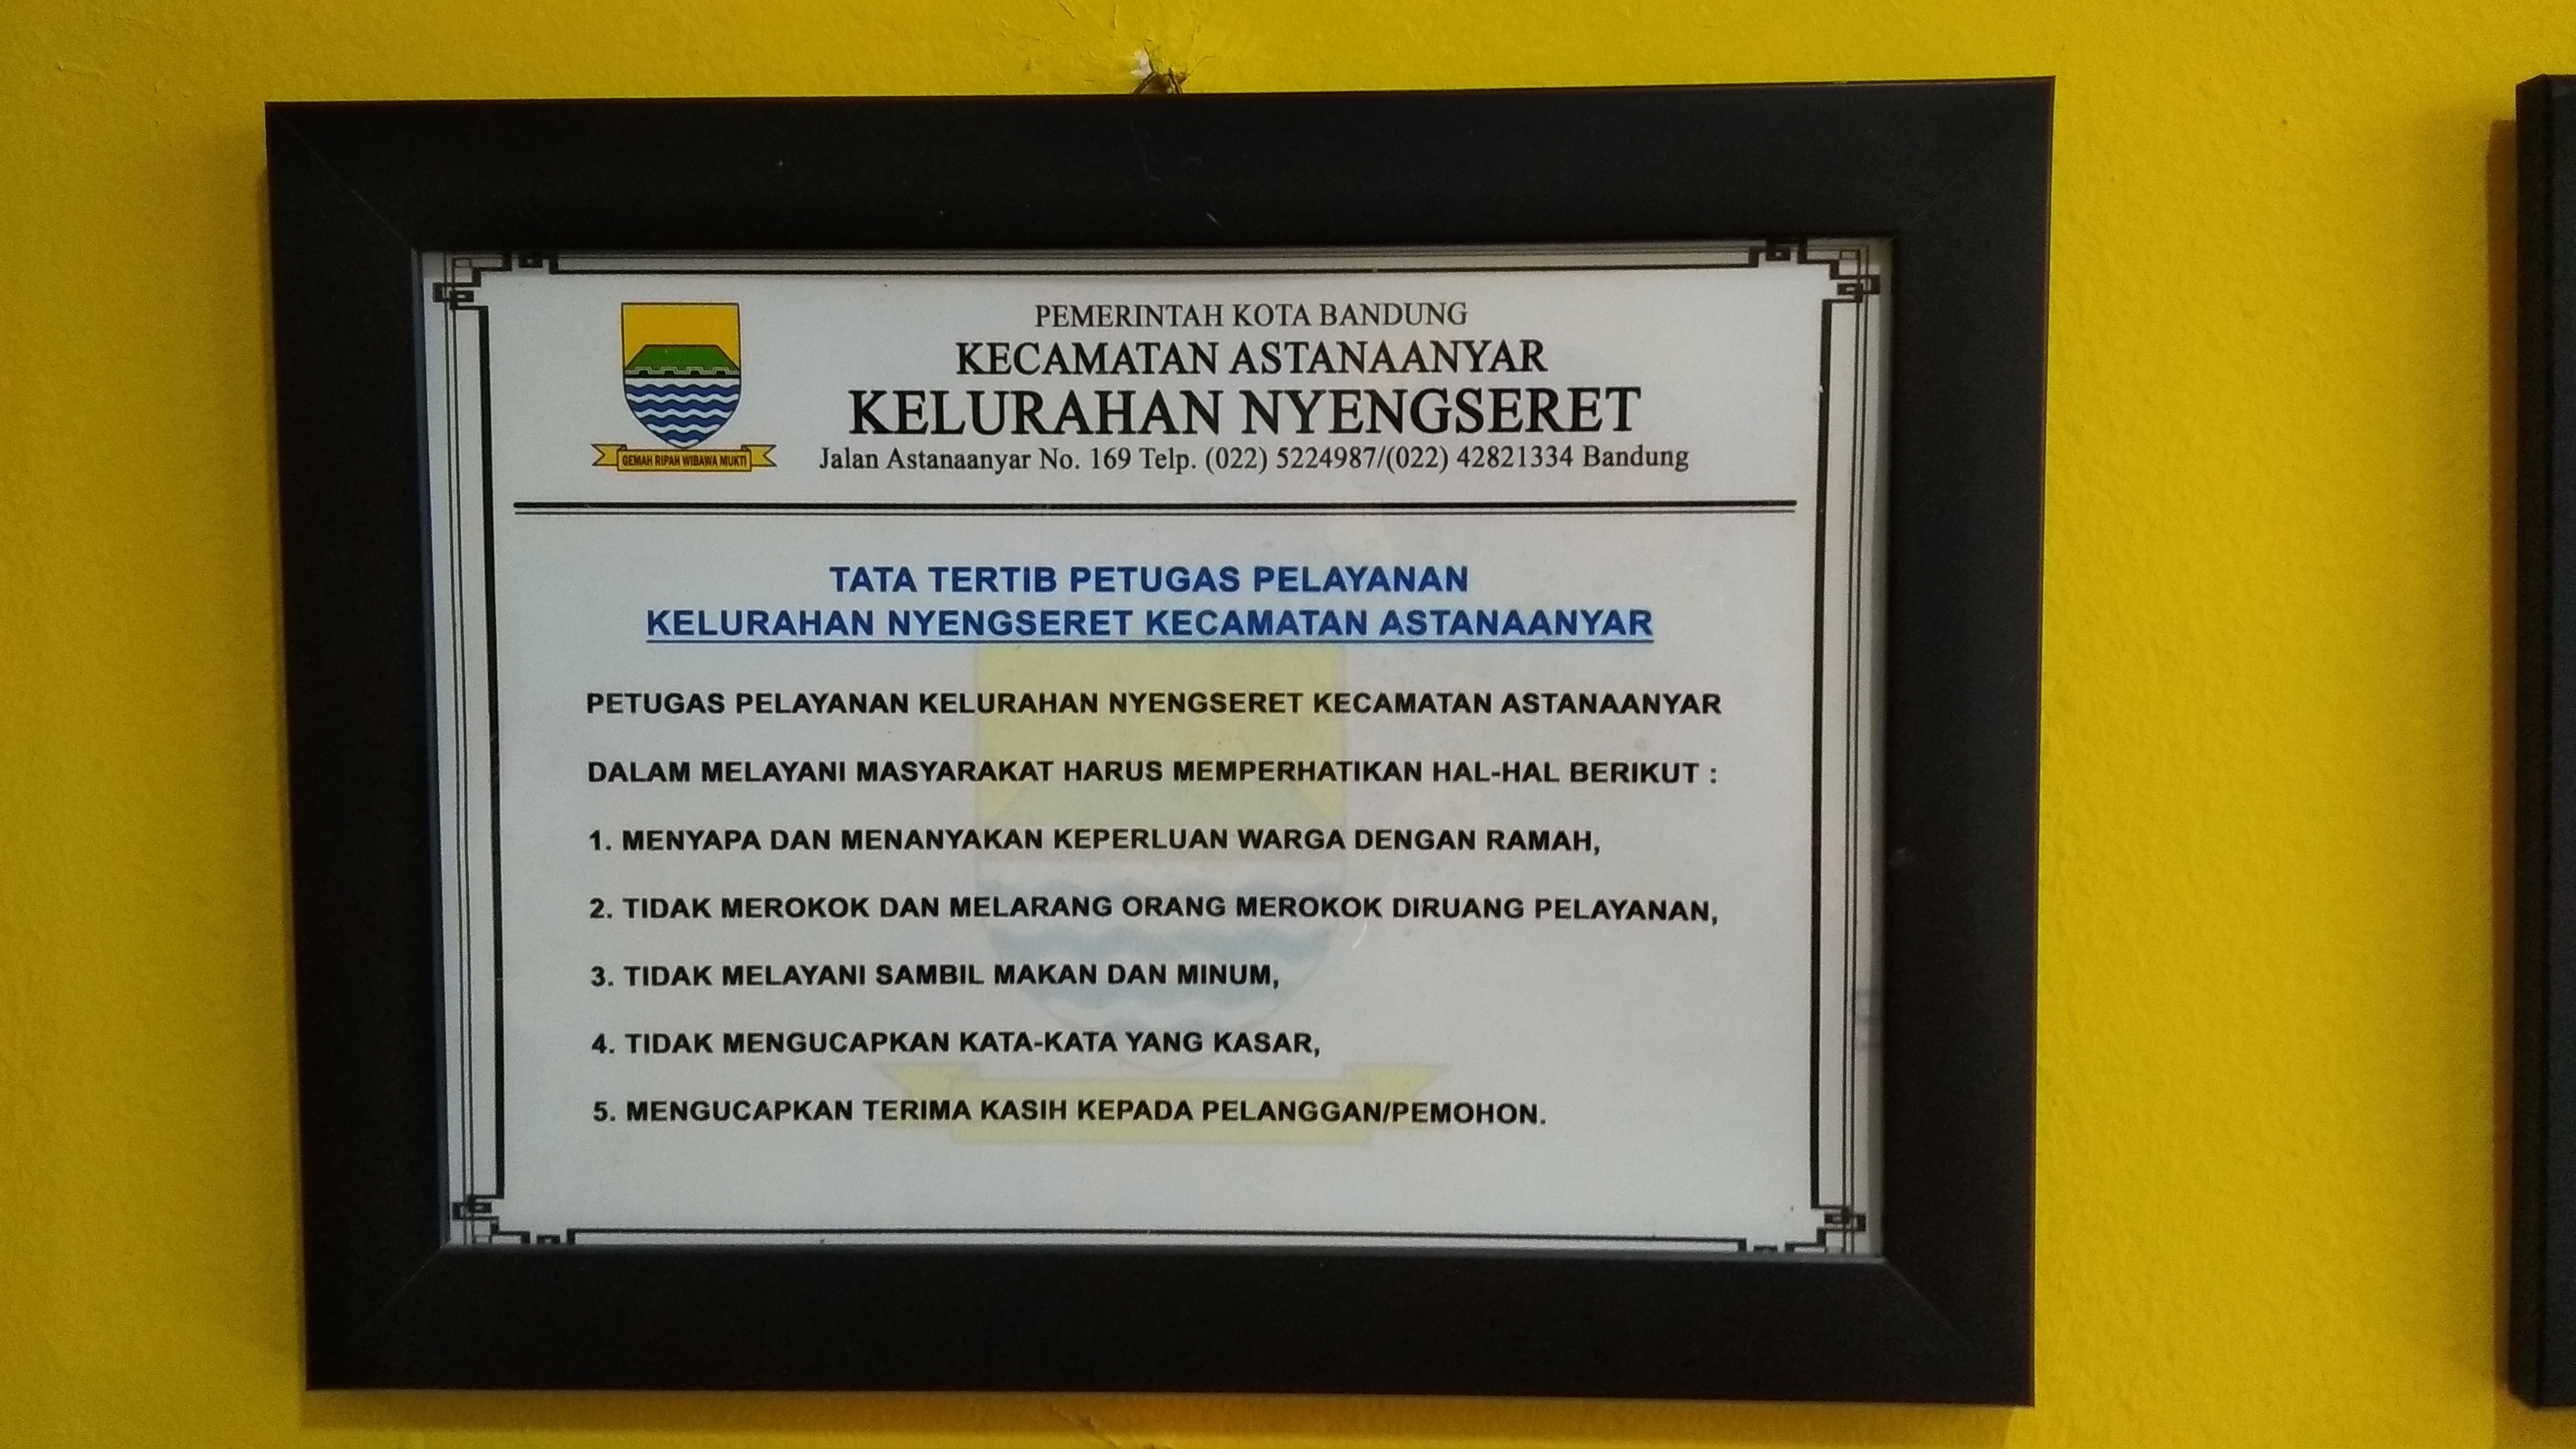 PEMERINTAH KOTA BANDUNG
KECAMATAN ASTANAANYAR
KELURAHAN NYENGSERET
Jalan Astanaanyar No. 169 Telp. (022) 5224987/(022) 42821334 Bandung
GEMAH RIPAH WIBAWA MUKTI
TATA TERTIB PETUGAS PELAYANAN
KELURAHAN NYENGSERET KECAMATAN ASTANAANYAR
PETUGAS PELAYANAN KELURAHAN NYENGSERET KECAMATAN ASTANAANYAR
DALAM MELAYANI MASYARAKAT HARUS MEMPERHATIKAN HAL-HAL BERIKUT :
1. MENYAPA DAN MENANYAKAN KEPERLUAN WARGA DENGAN RAMAH,
2. TIDAK MEROKOK DAN MELARANG ORANG MEROKOK DIRUANG PELAYANAN,
3. TIDAK MELAYANI SAMBIL MAKAN DAN MINUM,
4. TIDAK MENGUCAPKAN KATA-KATA YANG KASAR,
5. MENGUCAPKAN TERIMA KASIH KEPADA PELANGGAN/PEMOHON.